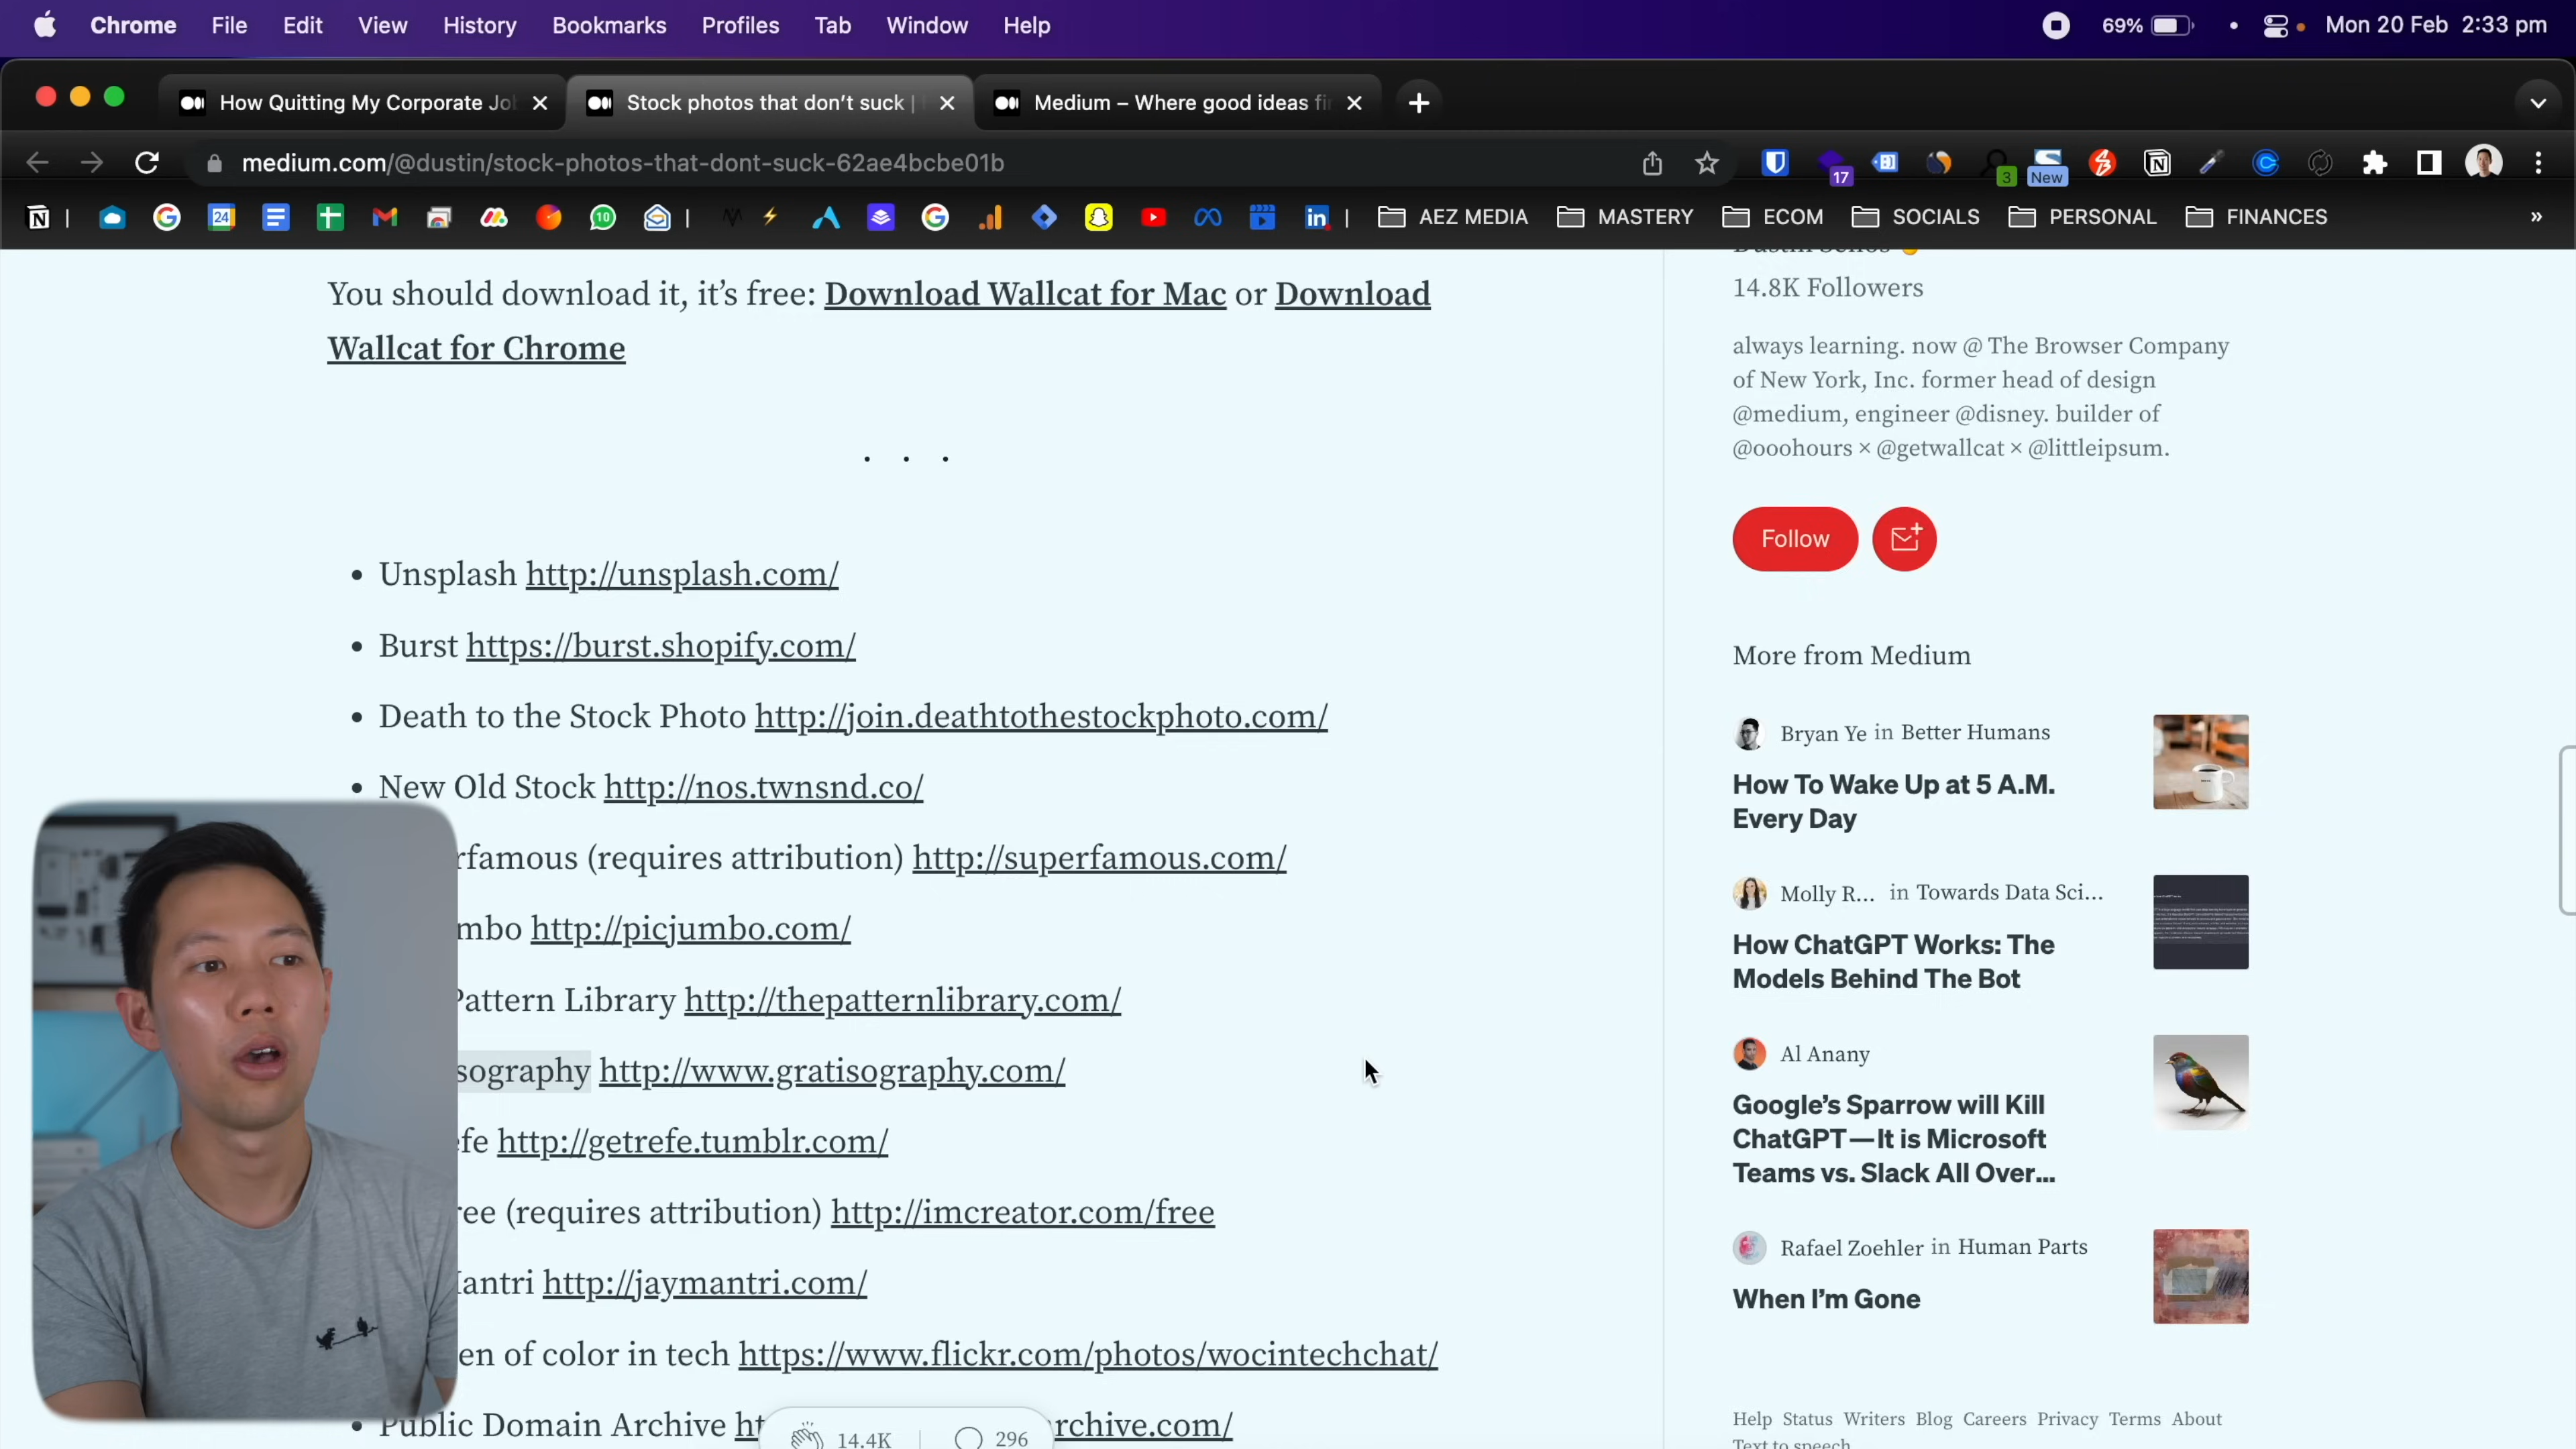 Chrome File Edit View History Bookmarks Profiles Tab Window Help
69% Mon 20 Feb 2:33 pm
How Quitting My Corporate Jo
Stock photos that don't suck |
Medium – Where good ideas fi
medium.com/@dustin/stock-photos-that-dont-suck-62ae4bcbe01b
17
3
New
24
10
AEZ MEDIA
MASTERY
ECOM
SOCIALS
PERSONAL
FINANCES
You should download it, it's free: Download Wallcat for Mac or Download
Wallcat for Chrome
. . .
• Unsplash http://unsplash.com/
• Burst https://burst.shopify.com/
• Death to the Stock Photo http://join.deathtothestockphoto.com/
• New Old Stock http://nos.twnsnd.co/
rfamous (requires attribution) http://superfamous.com/
mbo http://picjumbo.com/
Pattern Library http://thepatternlibrary.com/
sography http://www.gratisography.com/
efe http://getrefe.tumblr.com/
ree (requires attribution) http://imcreator.com/free
antri http://jaymantri.com/
en of color in tech https://www.flickr.com/photos/wocintechchat/
• Public Domain Archive ht rchive.com/
14.4K
296
14.8K Followers
always learning. now @ The Browser Company
of New York, Inc. former head of design
@medium, engineer @disney. builder of
@ooohours × @getwallcat × @littleipsum.
Follow
More from Medium
Bryan Ye in Better Humans
How To Wake Up at 5 A.M.
Every Day
Molly R... in Towards Data Sci...
How ChatGPT Works: The
Models Behind The Bot
Al Anany
Google's Sparrow will Kill
ChatGPT—It is Microsoft
Teams vs. Slack All Over...
Rafael Zoehler in Human Parts
When I'm Gone
Help Status Writers Blog Careers Privacy Terms About
Text to speech